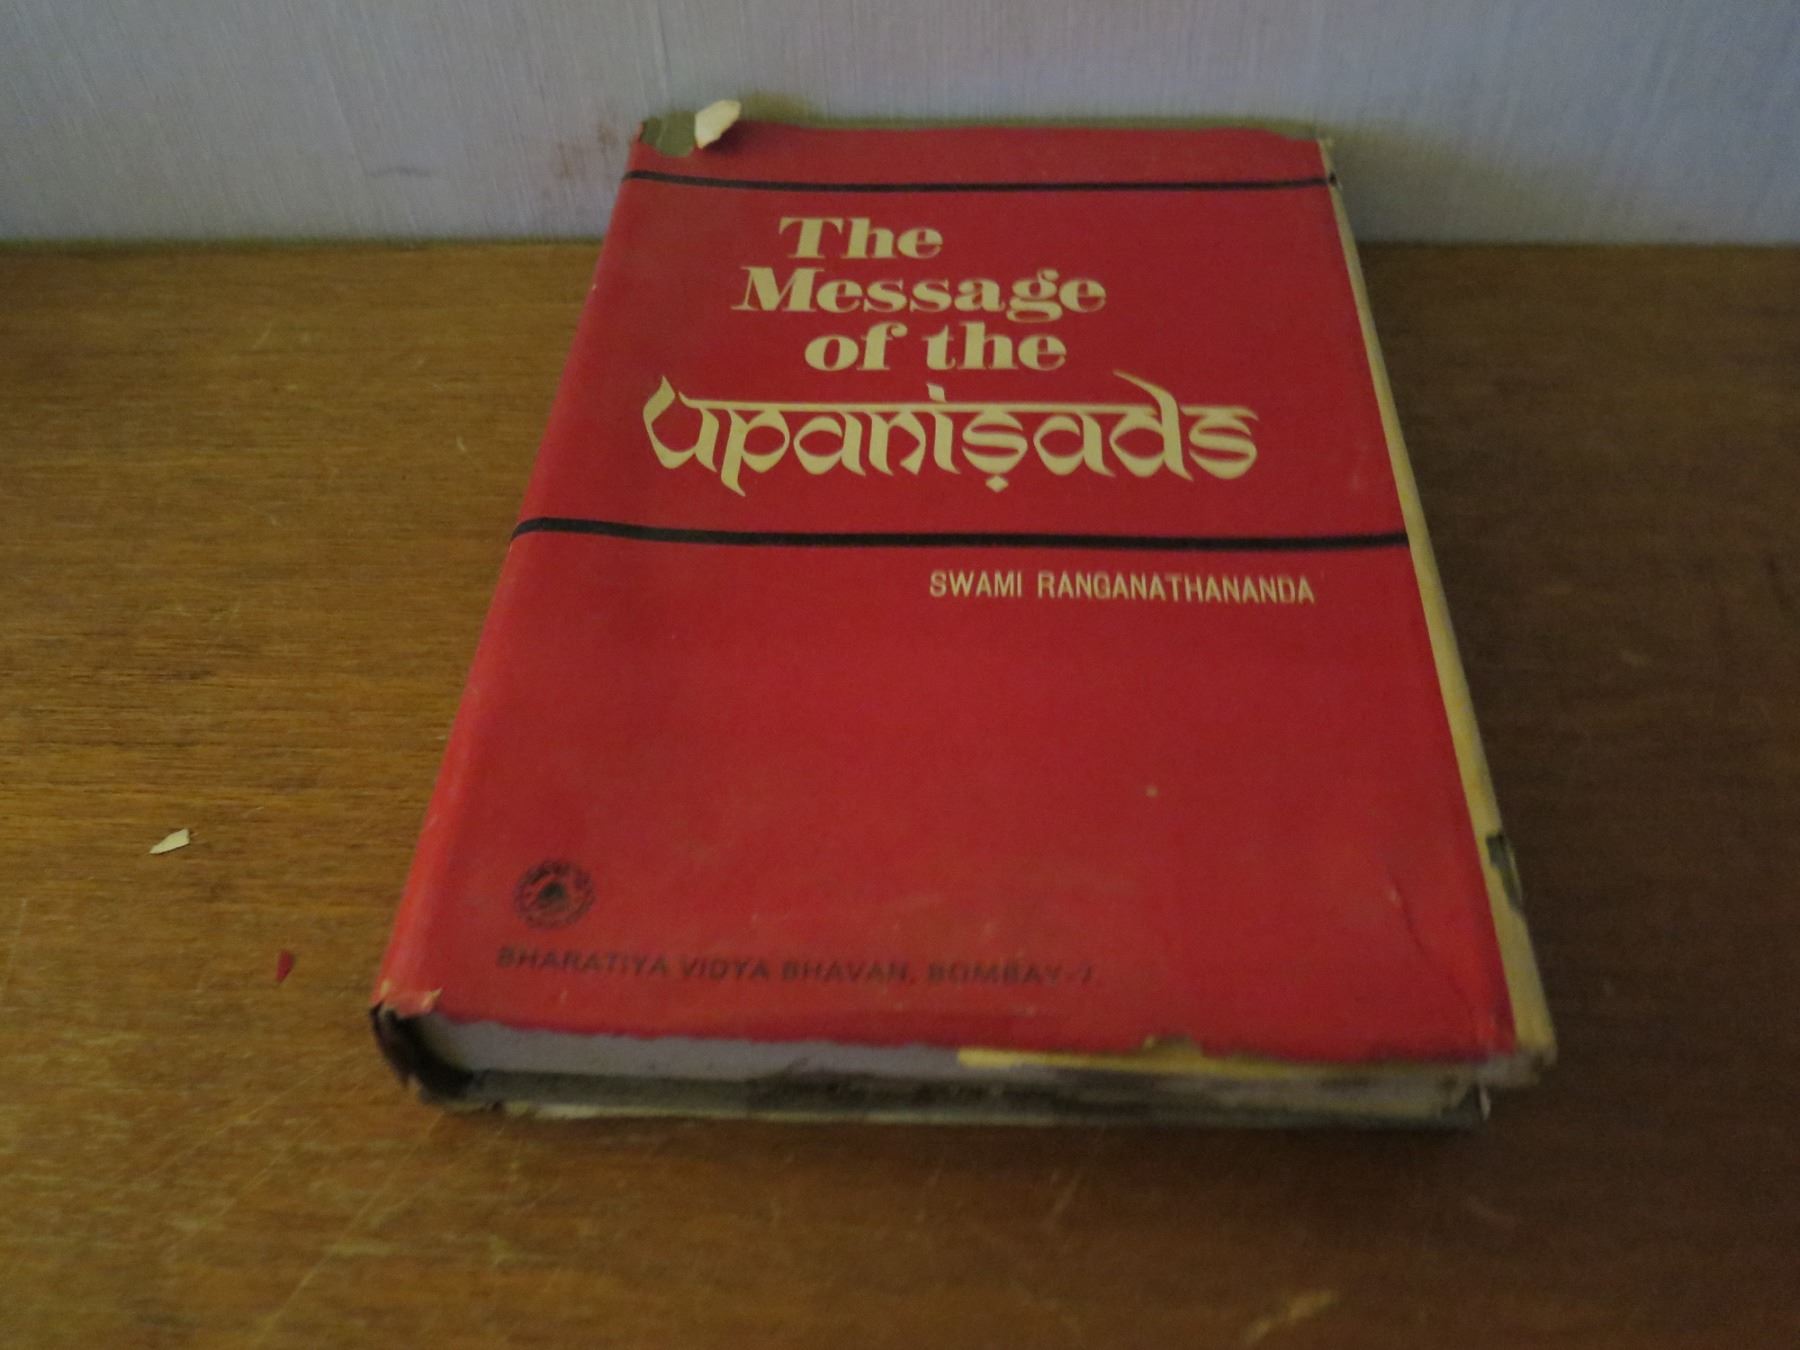 The
Message
of the
upaniṣads
SWAMI RANGANATHANANDA
BHARATIYA VIDYA BHAVAN, BOMBAY-7.